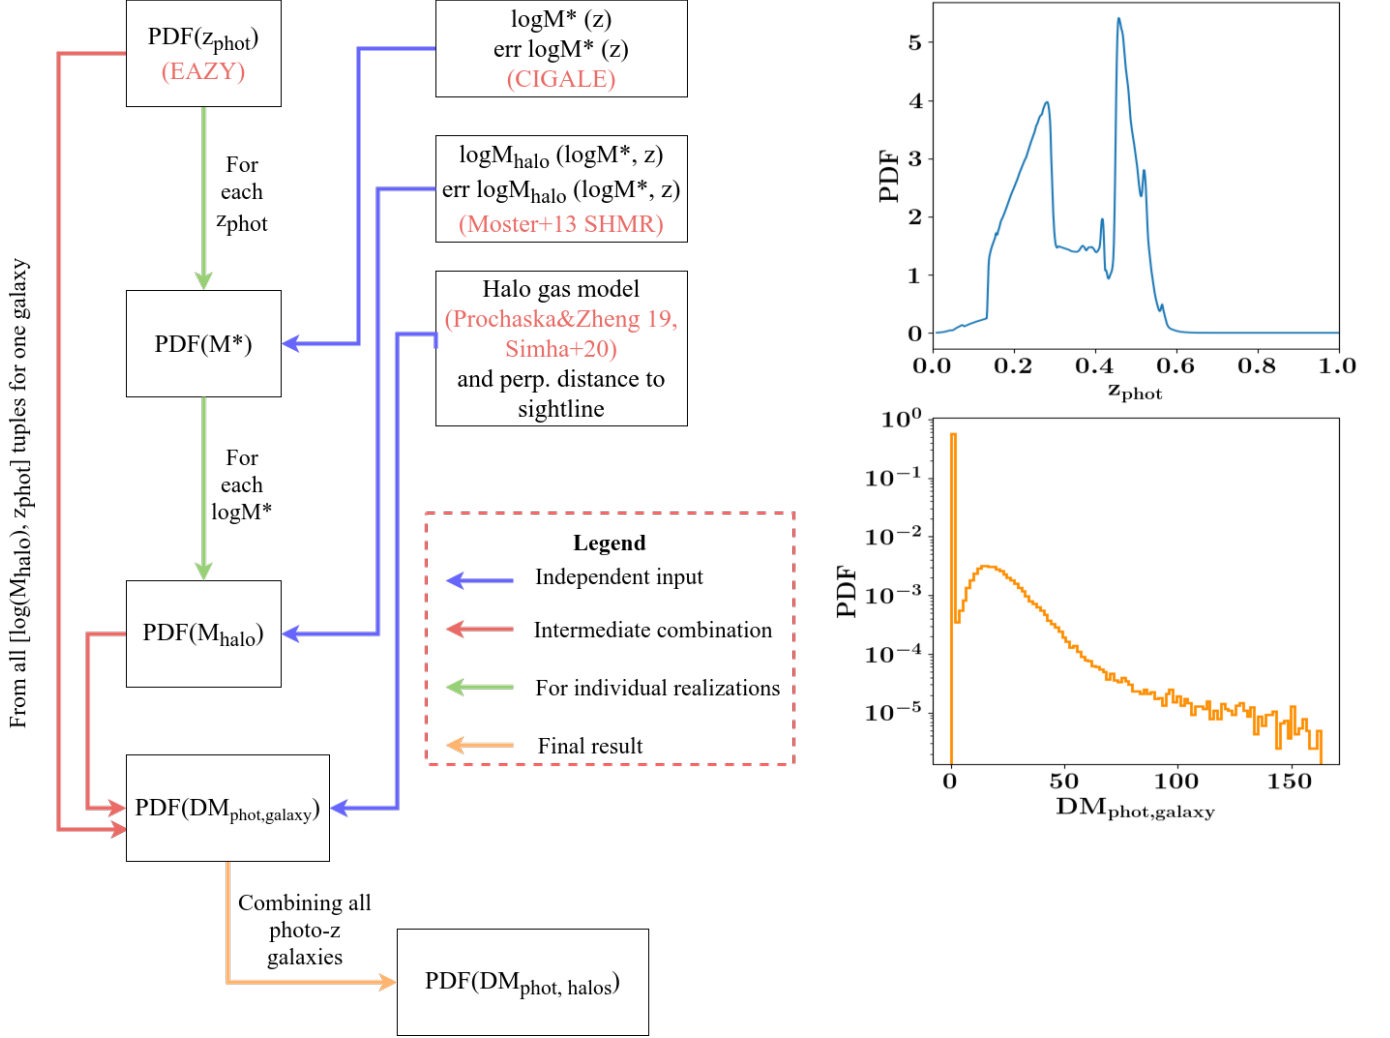 PDF(zphot)
(EAZY)
logM* (z)
err logM* (z)
(CIGALE)
For
each
zphot
logMhalo (logM*, z)
err logMhalo (logM*, z)
(Moster+13 SHMR)
PDF(M*)
Halo gas model
(Prochaska&Zheng 19,
Simha+20)
and perp. distance to
sightline
For
each
logM*
From all [log(Mhalo), zphot] tuples for one galaxy
PDF(Mhalo)
Legend
Independent input
Intermediate combination
For individual realizations
Final result
PDF(DMphot,galaxy)
Combining all
photo-z
galaxies
PDF(DMphot, halos)
PDF
5
4
3
2
1
0
0.0 0.2 0.4 0.6 0.8 1.0
zphot
PDF
10^0
10^-1
10^-2
10^-3
10^-4
10^-5
0 50 100 150
DMphot,galaxy